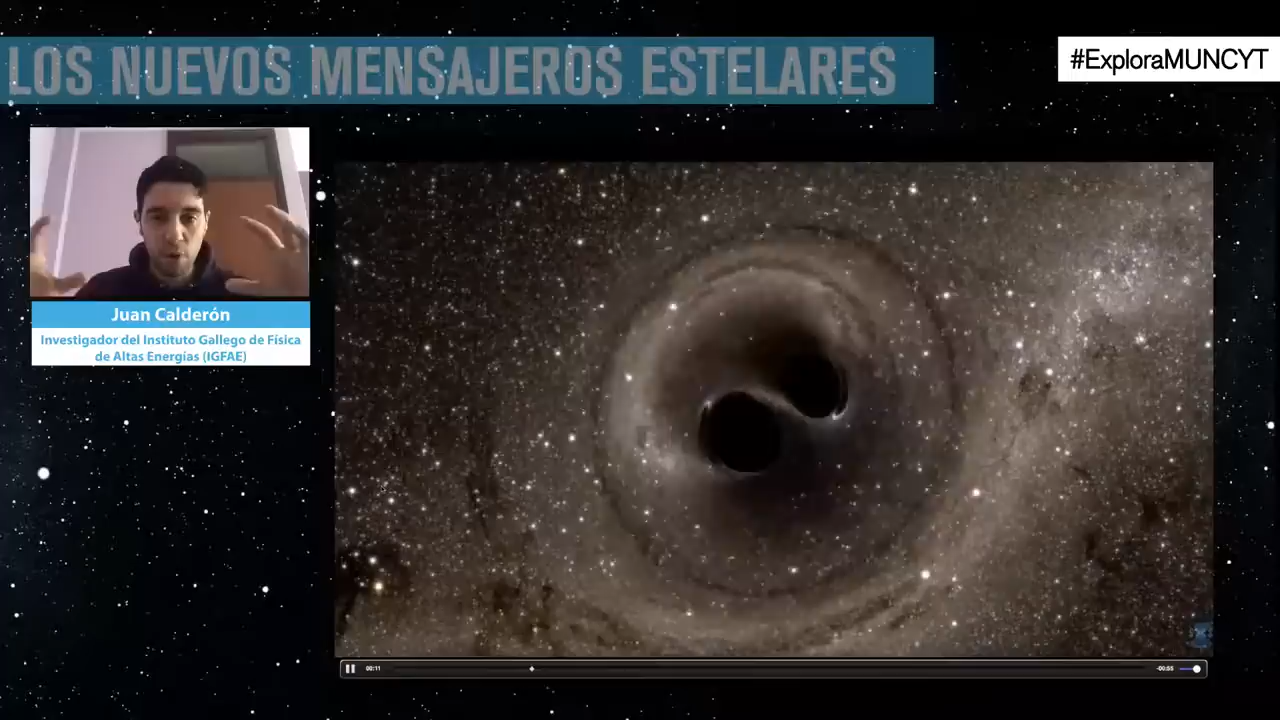 LOS NUEVOS MENSAJEROS ESTELARES
#ExploraMUNCYT
Juan Calderón
Investigador del Instituto Gallego de Física
de Altas Energías (IGFAE)
00:11
-00:55